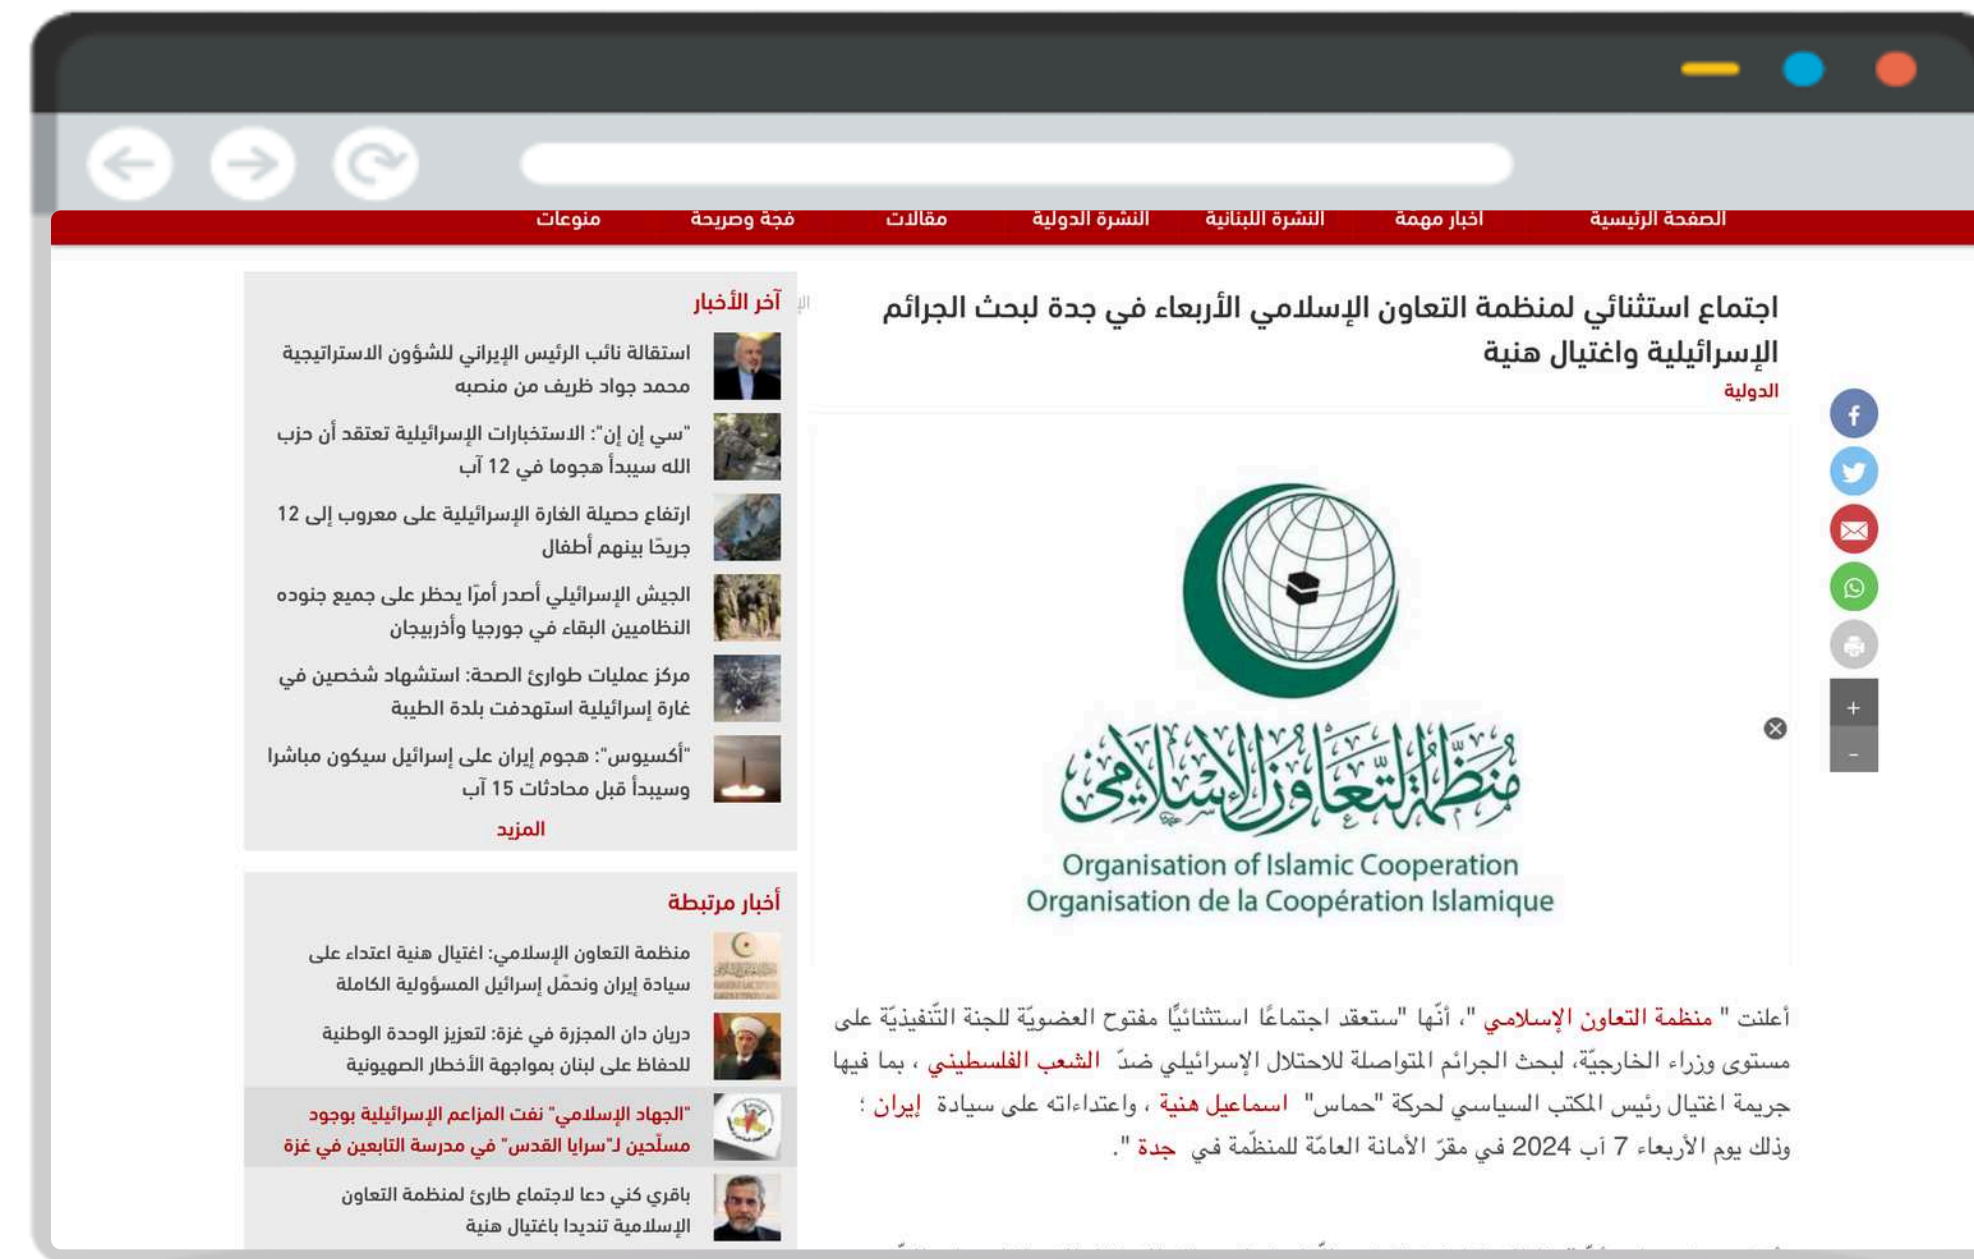 الصفحة الرئيسية
أخبار مهمة
النشرة اللبنانية
النشرة الدولية
مقالات
فجة وصريحة
منوعات
اجتماع استثنائي لمنظمة التعاون الإسلامي الأربعاء في جدة لبحث الجرائم
الإسرائيلية واغتيال هنية
الدولية
منظمة التعاون الإسلامي
Organisation of Islamic Cooperation
Organisation de la Coopération Islamique
أعلنت " منظمة التعاون الإسلامي "، أنّها "ستعقد اجتماعًا استثنائيًّا مفتوح العضويّة للجنة التّنفيذيّة على
مستوى وزراء الخارجيّة، لبحث الجرائم المتواصلة للاحتلال الإسرائيلي ضدّ الشعب الفلسطيني ، بما فيها
جريمة اغتيال رئيس المكتب السياسي لحركة "حماس" اسماعيل هنية ، واعتداءاته على سيادة إيران ؛
وذلك يوم الأربعاء 7 آب 2024 في مقرّ الأمانة العامّة للمنظّمة في جدة ".
+
-
آخر الأخبار
استقالة نائب الرئيس الإيراني للشؤون الاستراتيجية
محمد جواد ظريف من منصبه
"سي إن إن": الاستخبارات الإسرائيلية تعتقد أن حزب
الله سيبدأ هجوما في 12 آب
ارتفاع حصيلة الغارة الإسرائيلية على معروب إلى 12
جريحًا بينهم أطفال
الجيش الإسرائيلي أصدر أمرًا يحظر على جميع جنوده
النظاميين البقاء في جورجيا وأذربيجان
مركز عمليات طوارئ الصحة: استشهاد شخصين في
غارة إسرائيلية استهدفت بلدة الطيبة
"أكسيوس": هجوم إيران على إسرائيل سيكون مباشرا
وسيبدأ قبل محادثات 15 آب
المزيد
أخبار مرتبطة
منظمة التعاون الإسلامي: اغتيال هنية اعتداء على
سيادة إيران ونحمّل إسرائيل المسؤولية الكاملة
دريان دان المجزرة في غزة: لتعزيز الوحدة الوطنية
للحفاظ على لبنان بمواجهة الأخطار الصهيونية
"الجهاد الإسلامي" نفت المزاعم الإسرائيلية بوجود
مسلّحين لـ"سرايا القدس" في مدرسة التابعين في غزة
باقري كني دعا لاجتماع طارئ لمنظمة التعاون
الإسلامية تنديدا باغتيال هنية